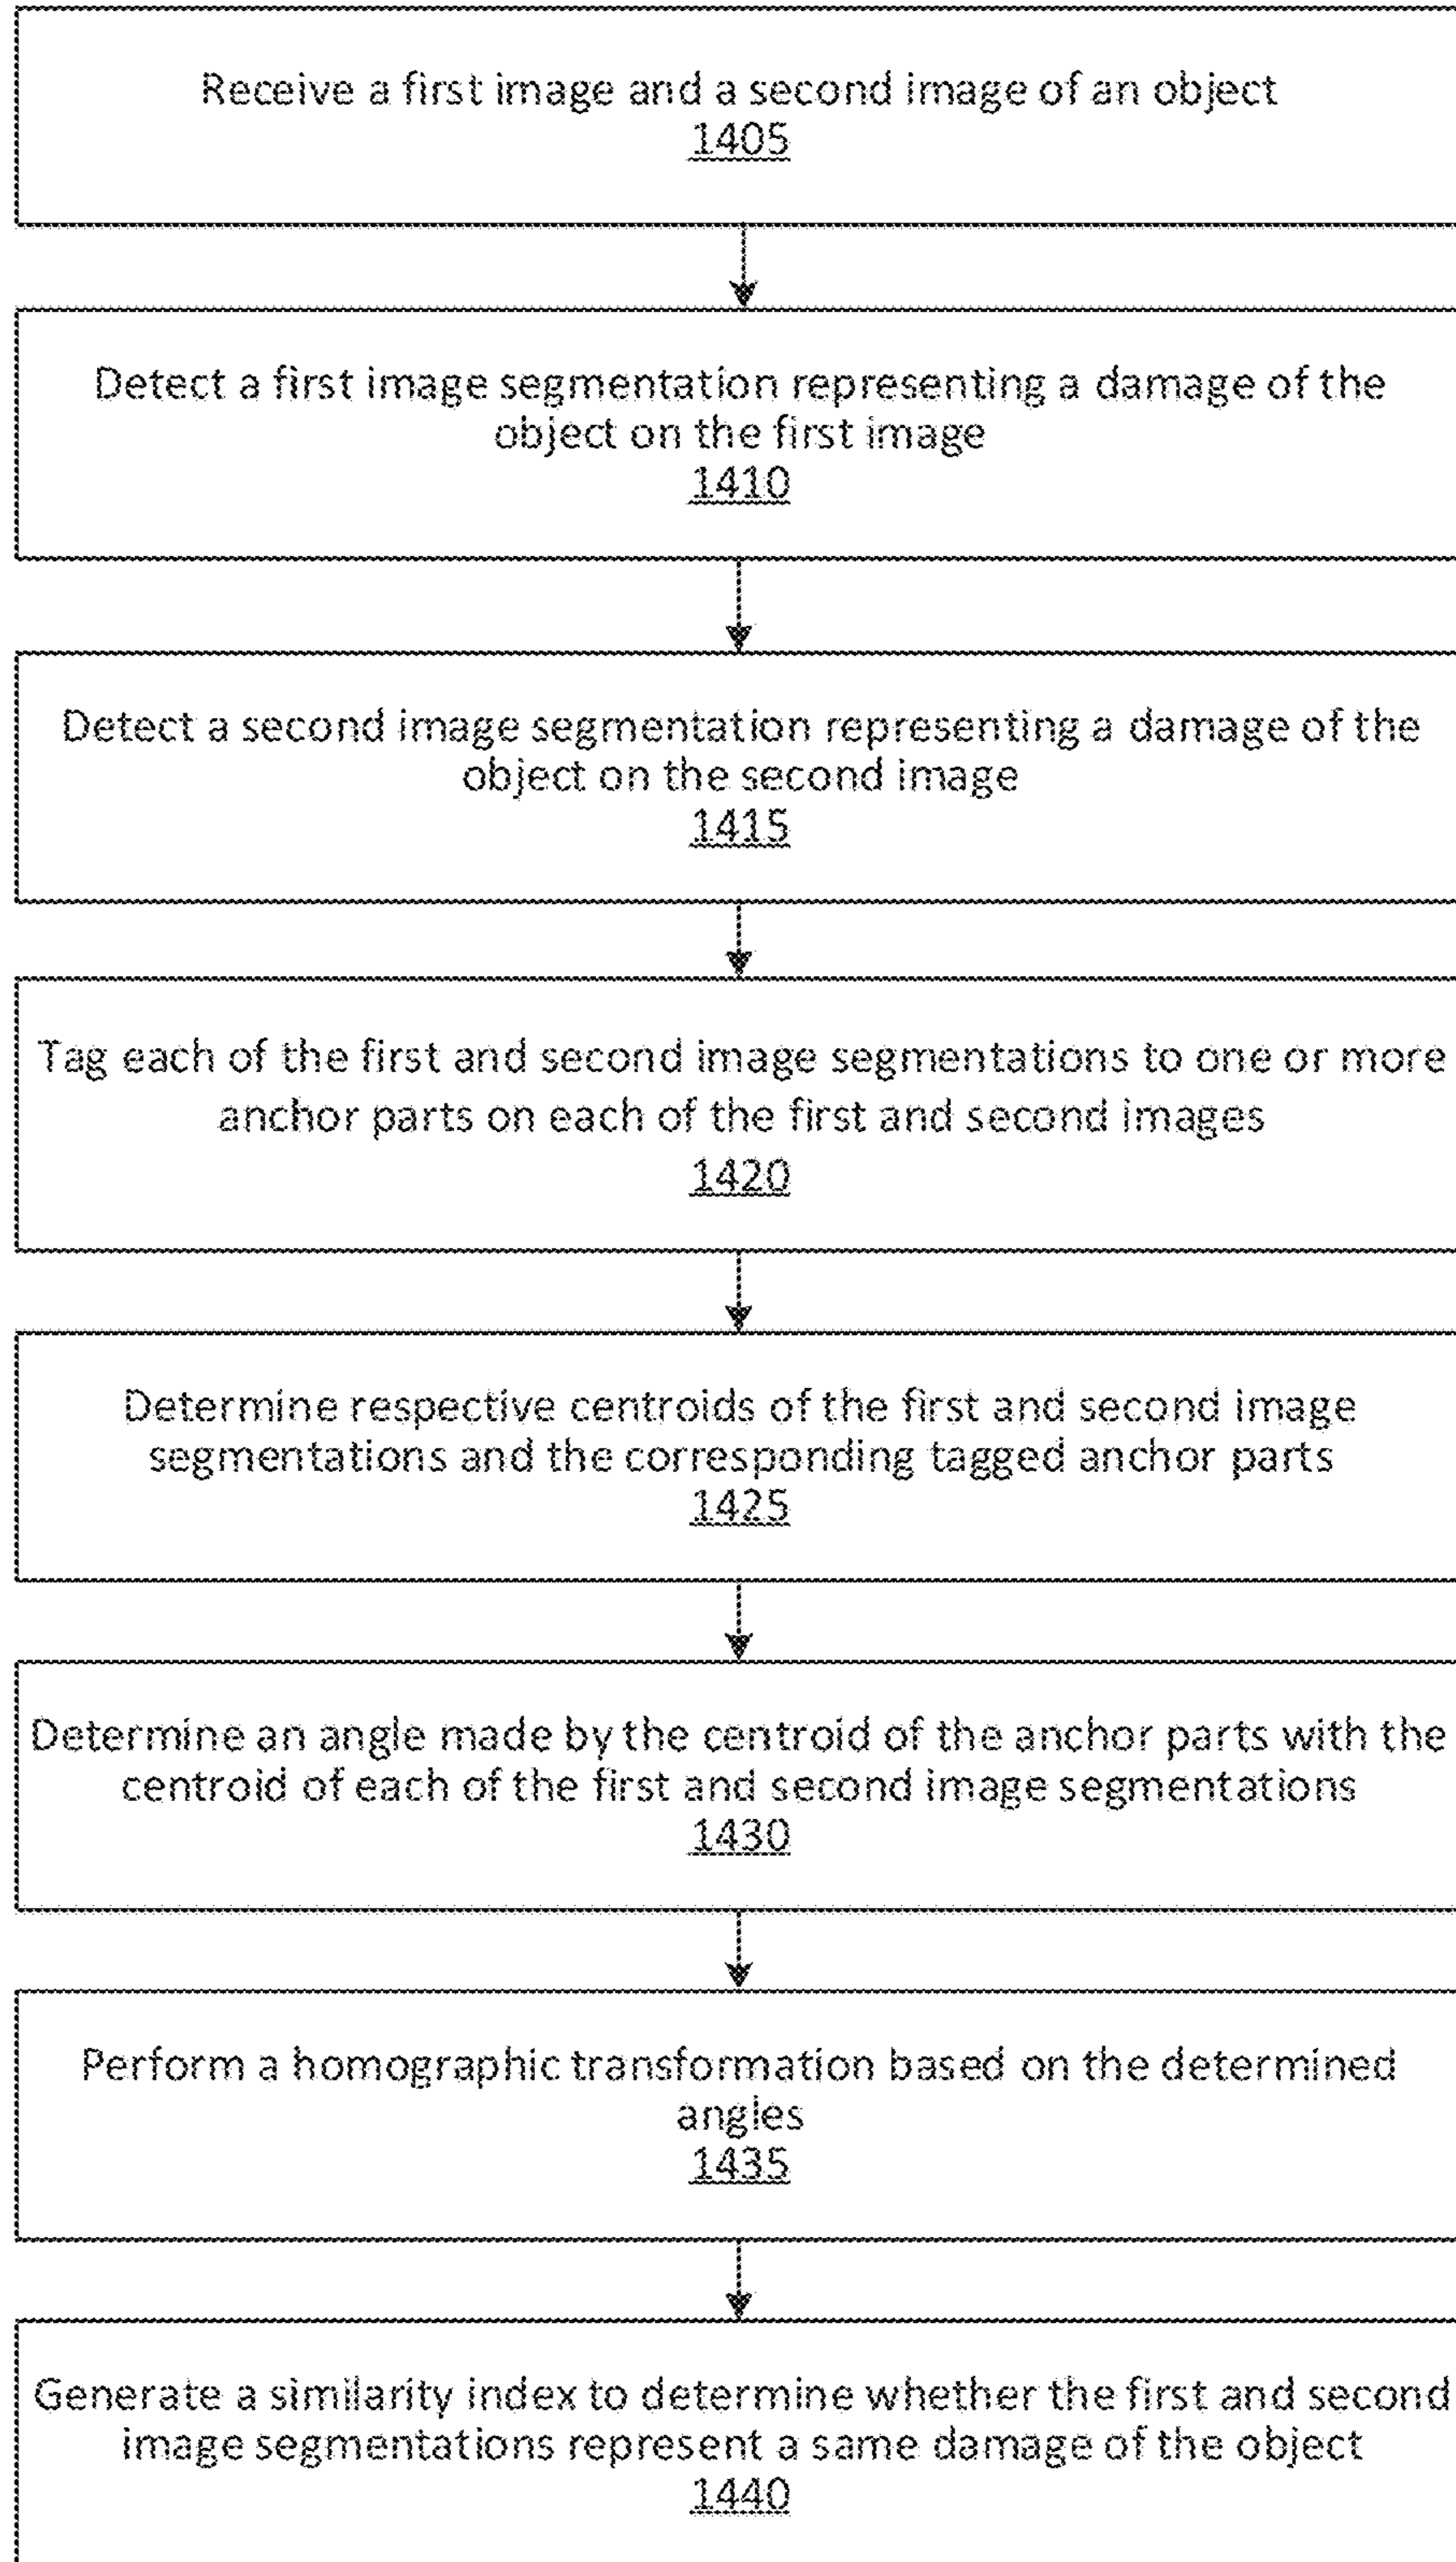 Receive a first image and a second image of an object
1405
Detect a first image segmentation representing a damage of the
object on the first image
1410
Detect a second image segmentation representing a damage of the
object on the second image
1415
Tag each of the first and second image segmentations to one or more
anchor parts on each of the first and second images
1420
Determine respective centroids of the first and second image
segmentations and the corresponding tagged anchor parts
1425
Determine an angle made by the centroid of the anchor parts with the
centroid of each of the first and second image segmentations
1430
Perform a homographic transformation based on the determined
angles
1435
Generate a similarity index to determine whether the first and second
image segmentations represent a same damage of the object
1440